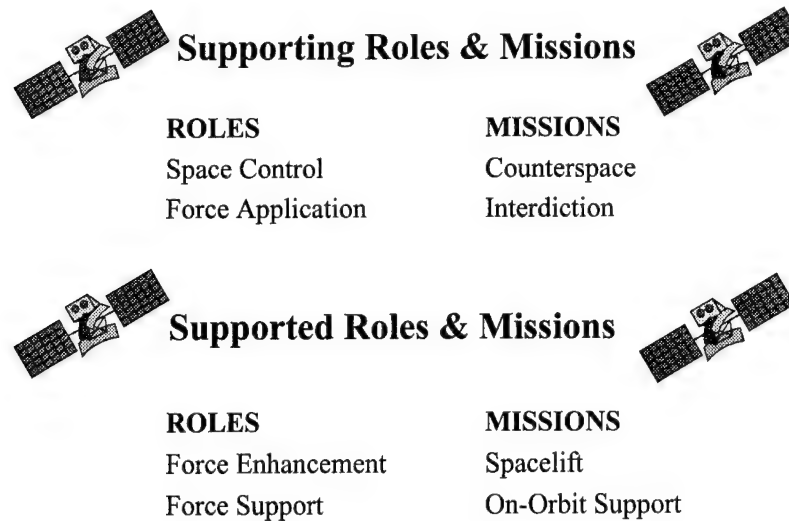 Supporting Roles & Missions
ROLES MISSIONS
Space Control Counterspace
Force Application Interdiction
Supported Roles & Missions
ROLES MISSIONS
Force Enhancement Spacelift
Force Support On-Orbit Support